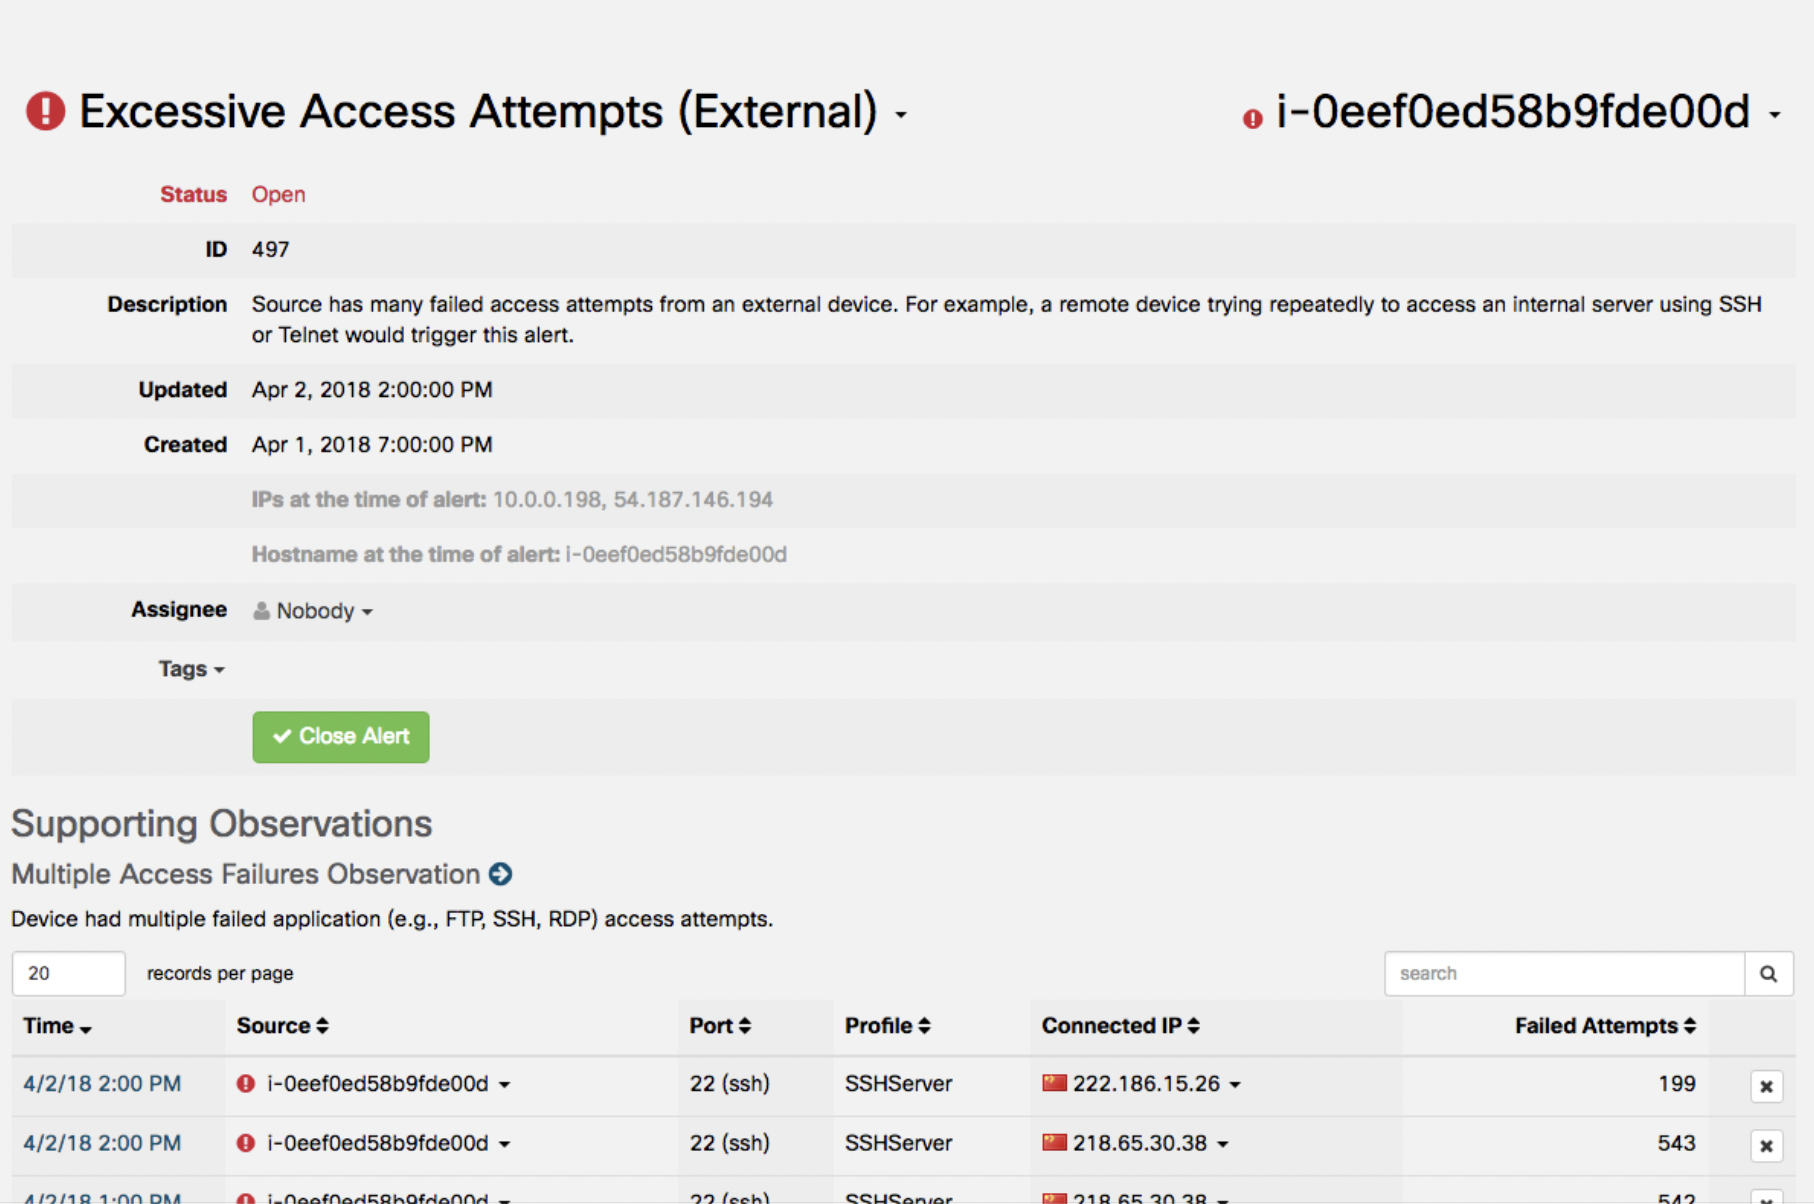 Excessive Access Attempts (External)
i-0eef0ed58b9fde00d
Status Open
ID 497
Description Source has many failed access attempts from an external device. For example, a remote device trying repeatedly to access an internal server using SSH
or Telnet would trigger this alert.
Updated Apr 2, 2018 2:00:00 PM
Created Apr 1, 2018 7:00:00 PM
IPs at the time of alert: 10.0.0.198, 54.187.146.194
Hostname at the time of alert: i-0eef0ed58b9fde00d
Assignee Nobody
Tags
Close Alert
Supporting Observations
Multiple Access Failures Observation
Device had multiple failed application (e.g., FTP, SSH, RDP) access attempts.
20 records per page search
Time Source Port Profile Connected IP Failed Attempts
4/2/18 2:00 PM i-0eef0ed58b9fde00d 22 (ssh) SSHServer 222.186.15.26 199
4/2/18 2:00 PM i-0eef0ed58b9fde00d 22 (ssh) SSHServer 218.65.30.38 543
4/2/18 1:00 PM i-0eef0ed58b9fde00d 22 (ssh) SSHServer 218.65.30.38 542